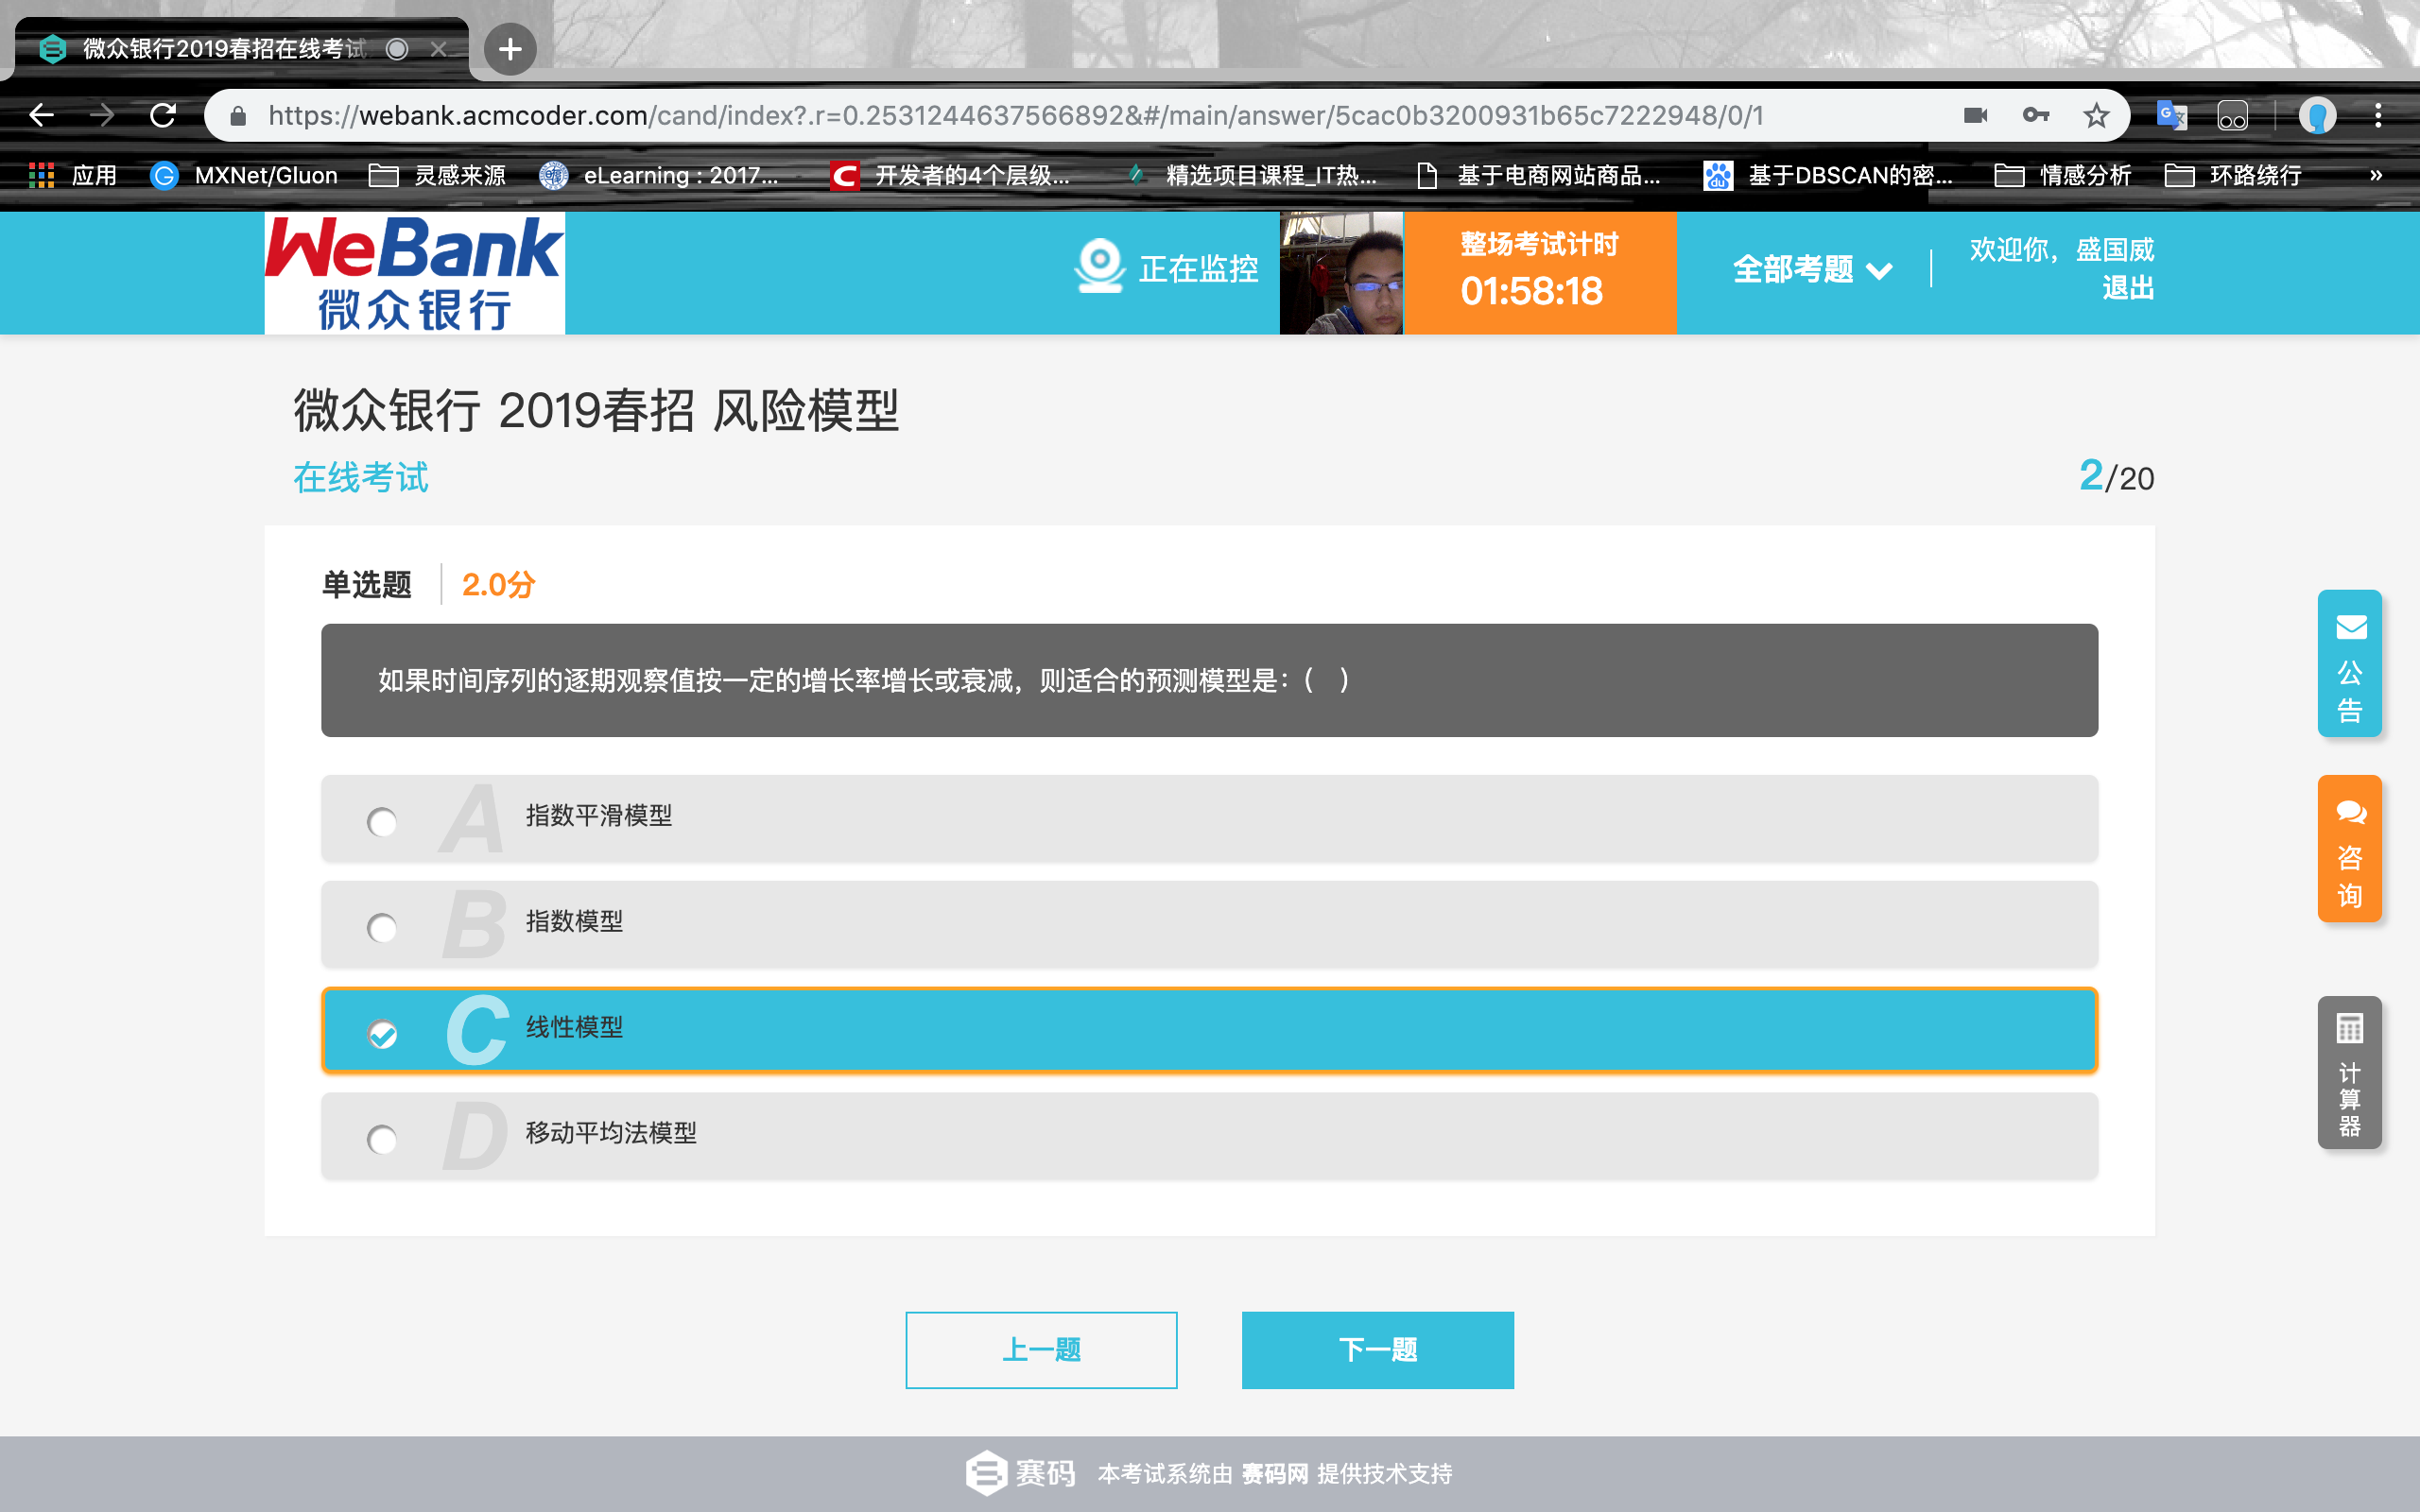 微众银行2019春招在线考试
https://webank.acmcoder.com/cand/index?.r=0.2531244637566892&#/main/answer/5cac0b3200931b65c7222948/0/1
应用
MXNet/Gluon
灵感来源
eLearning : 2017...
开发者的4个层级...
精选项目课程_IT热...
基于电商网站商品...
基于DBSCAN的密...
情感分析
环路绕行
»
WeBank
微众银行
正在监控
整场考试计时
01:58:18
全部考题
欢迎你，盛国威
退出
微众银行 2019春招 风险模型
在线考试
2/20
单选题
2.0分
如果时间序列的逐期观察值按一定的增长率增长或衰减，则适合的预测模型是：（ ）
A 指数平滑模型
B 指数模型
C 线性模型
D 移动平均法模型
公告
咨询
计算器
上一题
下一题
赛码 本考试系统由 赛码网 提供技术支持